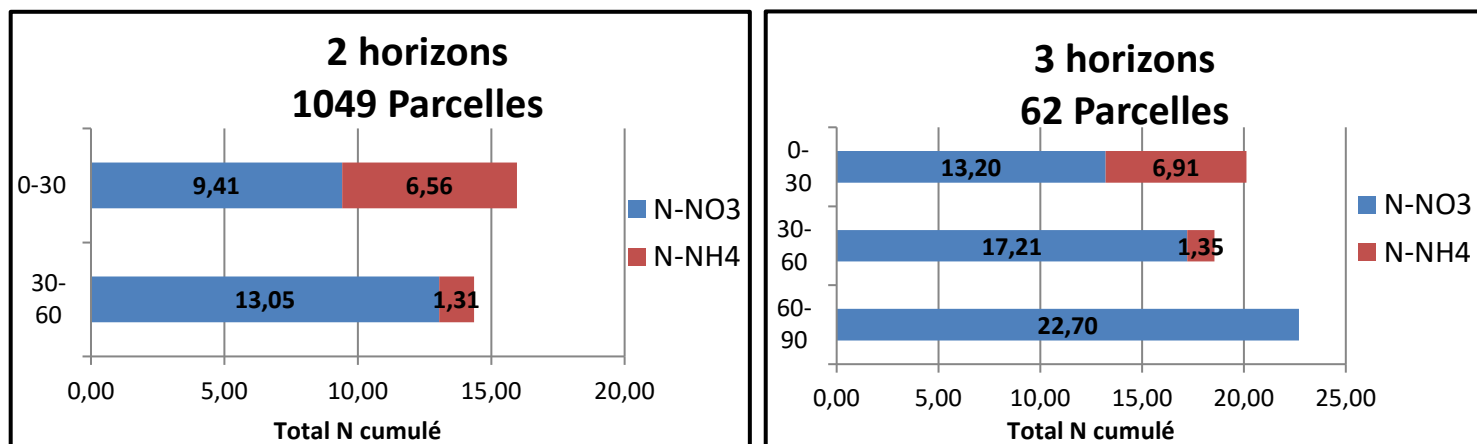 2 horizons
1049 Parcelles
0-30
9,41
6,56
30-
60
13,05
1,31
N-NO3
N-NH4
0,00 5,00 10,00 15,00 20,00
Total N cumulé
3 horizons
62 Parcelles
0-
30
13,20
6,91
30-
60
17,21
1,35
60-
90
22,70
N-NO3
N-NH4
0,00 5,00 10,00 15,00 20,00 25,00
Total N cumulé